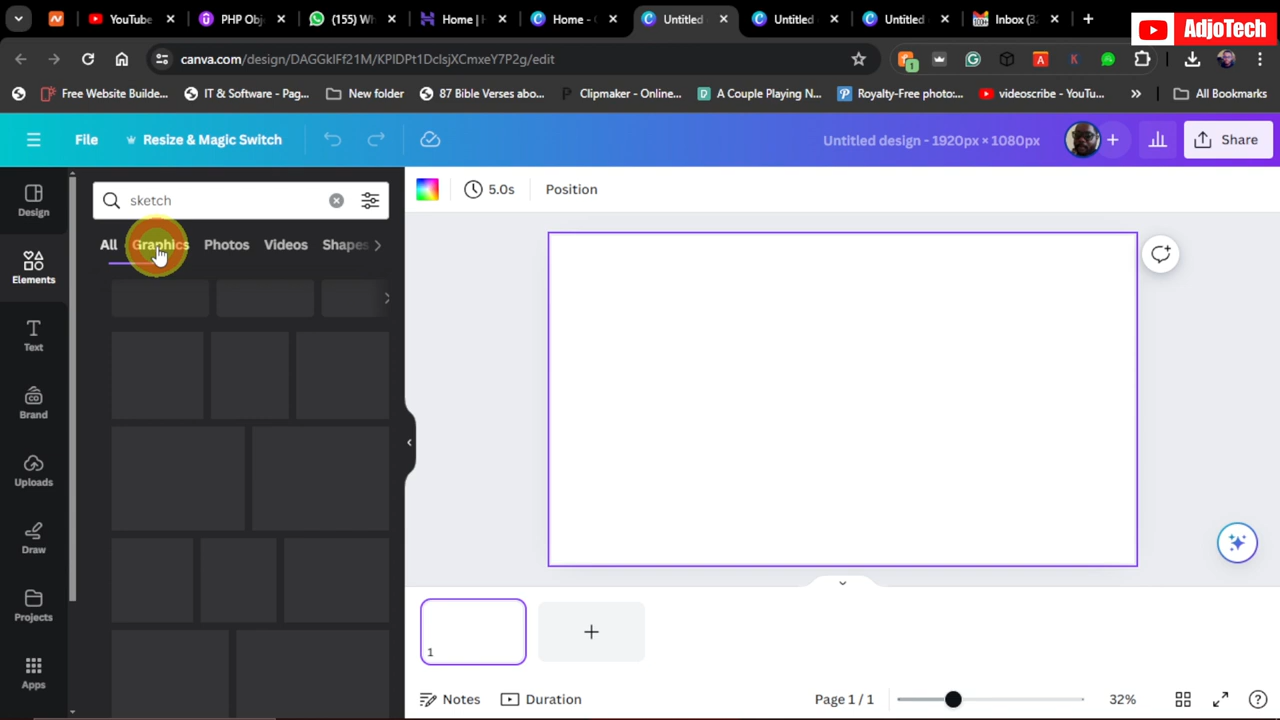 YouTube
PHP Obj
(155) Wh
Home | H
Home -
Untitled
Untitled
Untitled
Inbox (3
AdjoTech
canva.com/design/DAGGkIFf21M/KPIDPt1DGTjXCmxeY7P2g/edit
1
Free Website Builde...
IT & Software - Pag...
New folder
87 Bible Verses abo...
Clipmaker - Online...
A Couple Playing N...
Royalty-Free photo:...
videoscribe - YouTu...
All Bookmarks
File
Resize & Magic Switch
Untitled design - 1920px × 1080px
Share
Design
Elements
Text
Brand
Uploads
Draw
Projects
Apps
sketch
All
Graphics
Photos
Videos
Shapes
5.0s
Position
1
Notes
Duration
Page 1 / 1
32%